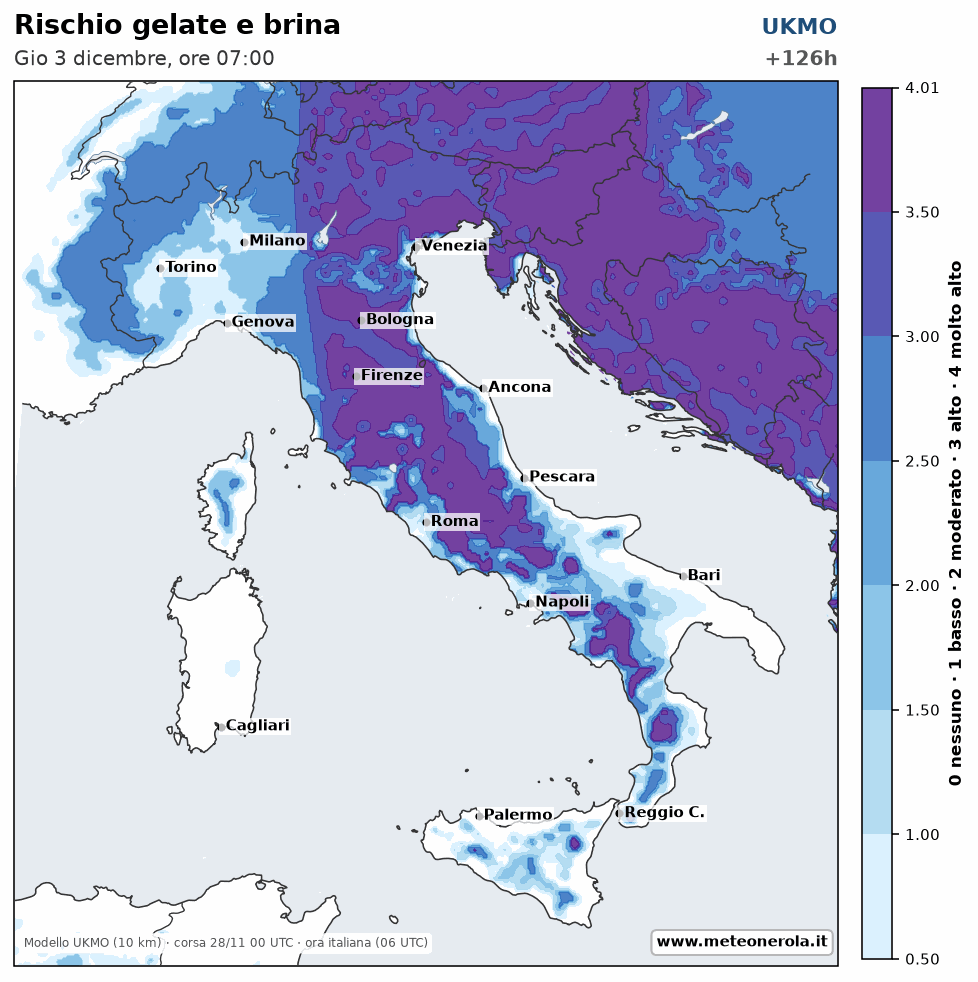 Rischio gelate e brina
UKMO
Gio 3 dicembre, ore 07:00
+126h
4.01
3.50
3.00
2.50
2.00
1.50
1.00
0.50
0 nessuno · 1 basso · 2 moderato · 3 alto · 4 molto alto
Milano
Venezia
Torino
Genova
Bologna
Firenze
Ancona
Pescara
Roma
Bari
Napoli
Cagliari
Palermo
Reggio C.
Modello UKMO (10 km) · corsa 28/11 00 UTC · ora italiana (06 UTC)
www.meteonerola.it